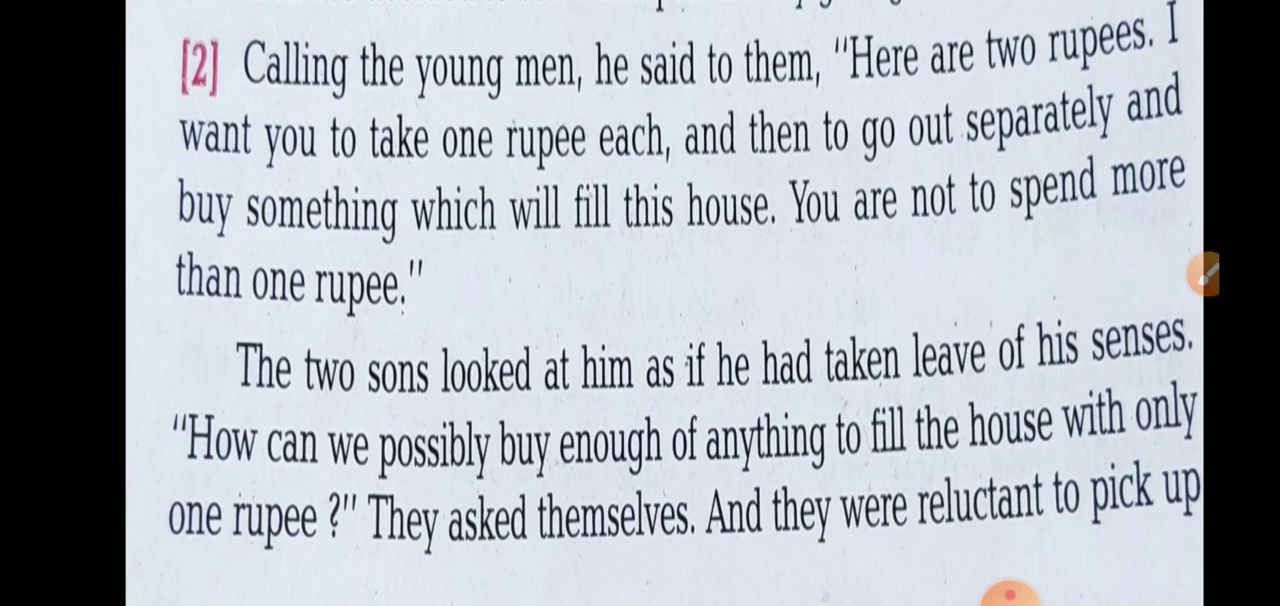 [2] Calling the young men, he said to them, "Here are two rupees. I
want you to take one rupee each, and then to go out separately and
buy something which will fill this house. You are not to spend more
than one rupee."
The two sons looked at him as if he had taken leave of his senses.
"How can we possibly buy enough of anything to fill the house with only
one rupee ?" They asked themselves. And they were reluctant to pick up